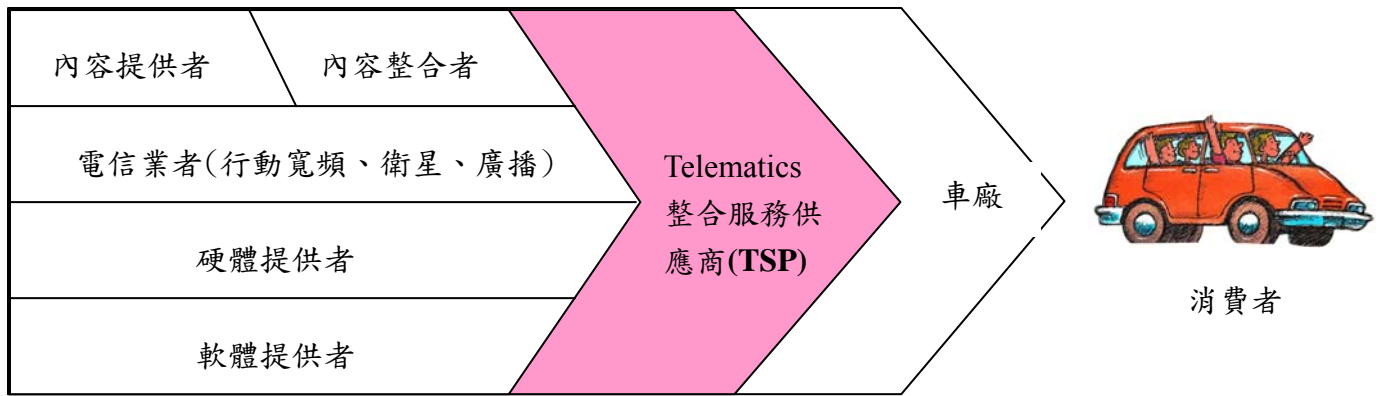 內容提供者
內容整合者
電信業者(行動寬頻、衛星、廣播)
硬體提供者
軟體提供者
Telematics
整合服務供
應商(TSP)
車廠
消費者